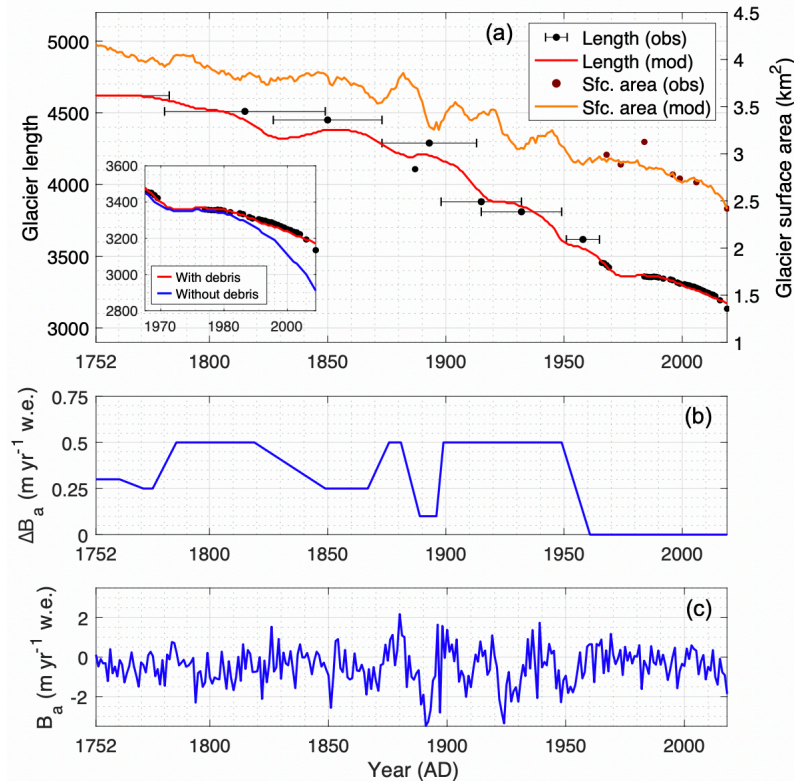 (a)
Length (obs)
Length (mod)
Sfc. area (obs)
Sfc. area (mod)
Glacier length
5000
4500
4000
3500
3000
Glacier surface area (km²)
4.5
4
3.5
3
2.5
2
1.5
1
3600
3400
3200
3000
2800
With debris
Without debris
1970 1980 1990 2000
1752 1800 1850 1900 1950 2000
(b)
ΔBₐ (m yr⁻¹ w.e.)
0.75
0.5
0.25
0
1752 1800 1850 1900 1950 2000
(c)
Bₐ (m yr⁻¹ w.e.)
2
0
-2
1752 1800 1850 1900 1950 2000
Year (AD)